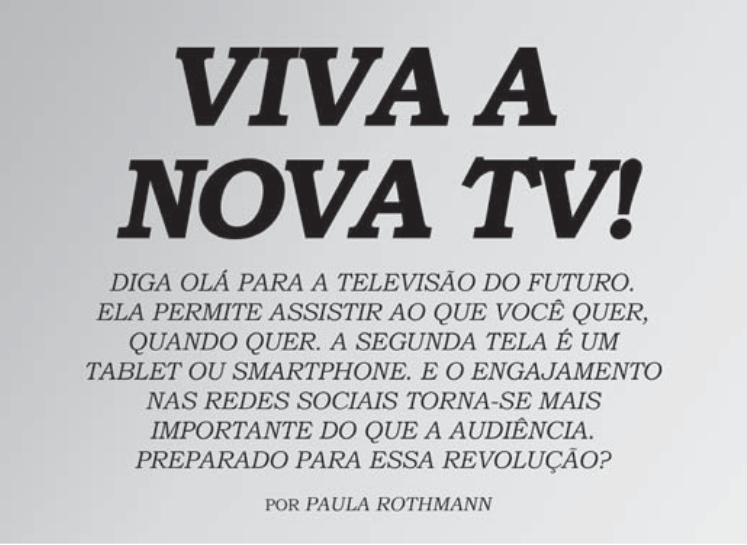 VIVA A
NOVA TV!
DIGA OLÁ PARA A TELEVISÃO DO FUTURO.
ELA PERMITE ASSISTIR AO QUE VOCÊ QUER,
QUANDO QUER. A SEGUNDA TELA É UM
TABLET OU SMARTPHONE. E O ENGAJAMENTO
NAS REDES SOCIAIS TORNA-SE MAIS
IMPORTANTE DO QUE A AUDIÊNCIA.
PREPARADO PARA ESSA REVOLUÇÃO?
POR PAULA ROTHMANN